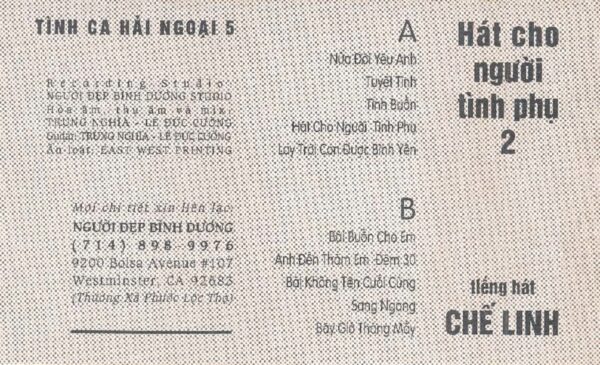 TÌNH CA HẢI NGOẠI 5
Recording Studio
NGƯỜI ĐẸP BÌNH DƯƠNG STUDIO
Hòa âm, thu âm và mix:
TRUNG NGHĨA - LÊ ĐỨC CƯỜNG
Guitar: TRUNG NGHĨA - LÊ ĐỨC CƯỜNG
Ấn loát: EAST WEST PRINTING
Mọi chi tiết xin liên lạc:
NGƯỜI ĐẸP BÌNH DƯƠNG
(714) 898 9976
9200 Bolsa Avenue #107
Westminster, CA 92683
(Thương Xá Phước Lộc Thọ)
A
Nửa Đời Yêu Anh
Tuyệt Tình
Tình Buồn
Hát Cho Người Tình Phụ
Lạy Trời Con Được Bình Yên
B
Bài Buồn Cho Em
Anh Đến Thăm Em Đêm 30
Bài Không Tên Cuối Cùng
Sang Ngang
Bây Giờ Tháng Mấy
Hát cho
người
tình phụ
2
tiếng hát
CHẾ LINH